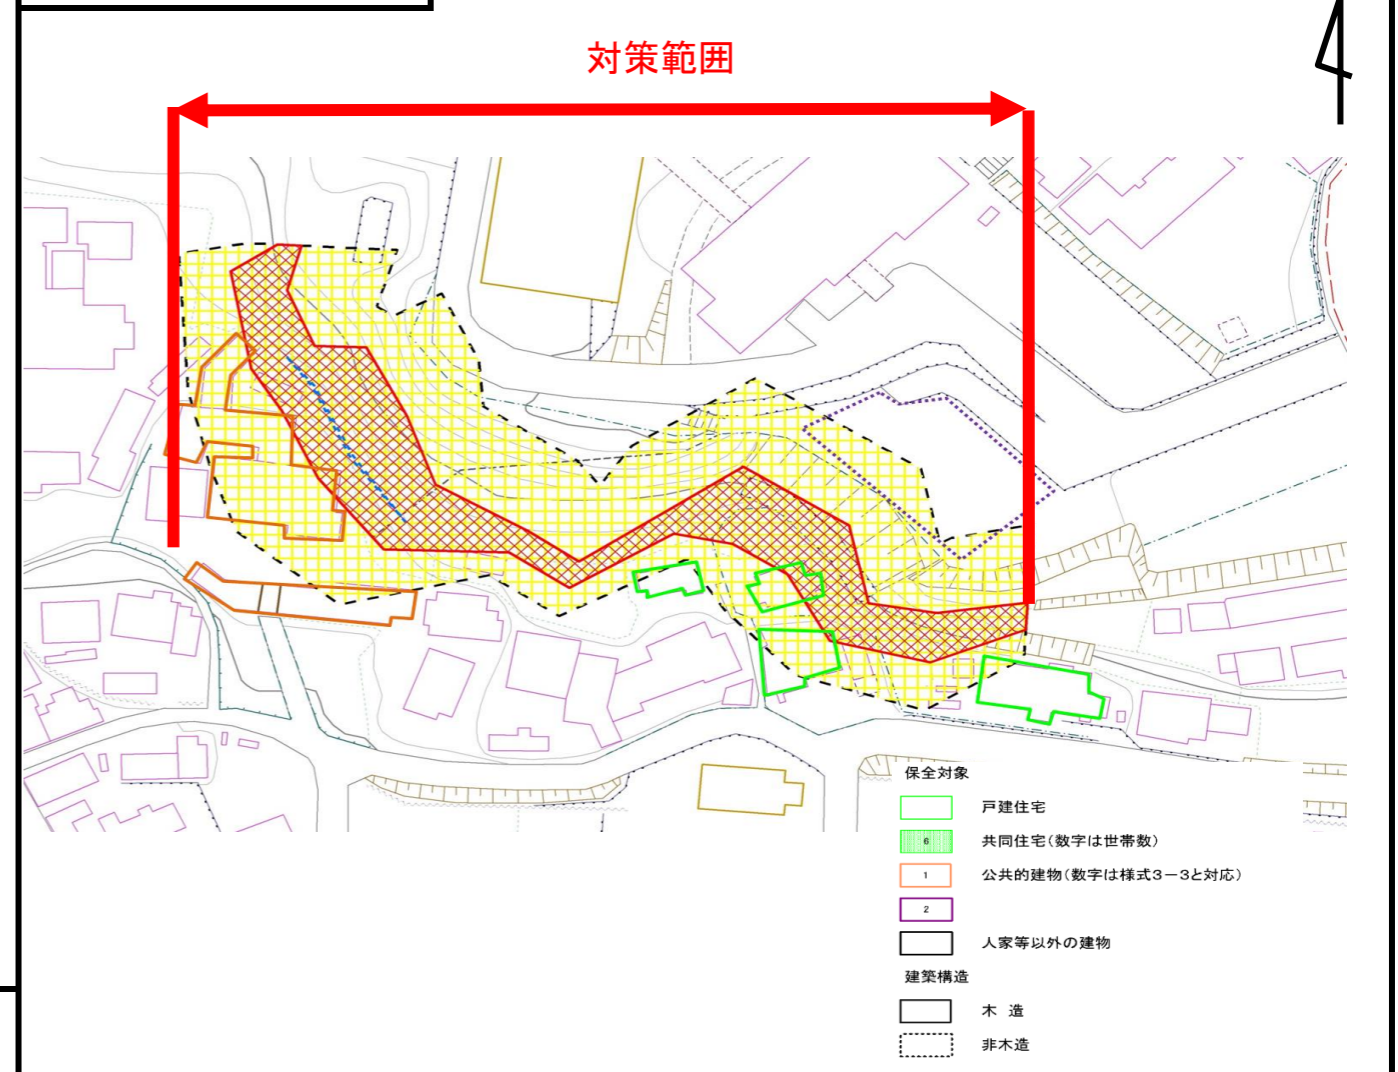 対策範囲
保全対象
戸建住宅
6 共同住宅(数字は世帯数)
1 公共的建物(数字は様式3－3と対応)
2
人家等以外の建物
建築構造
木 造
非木造